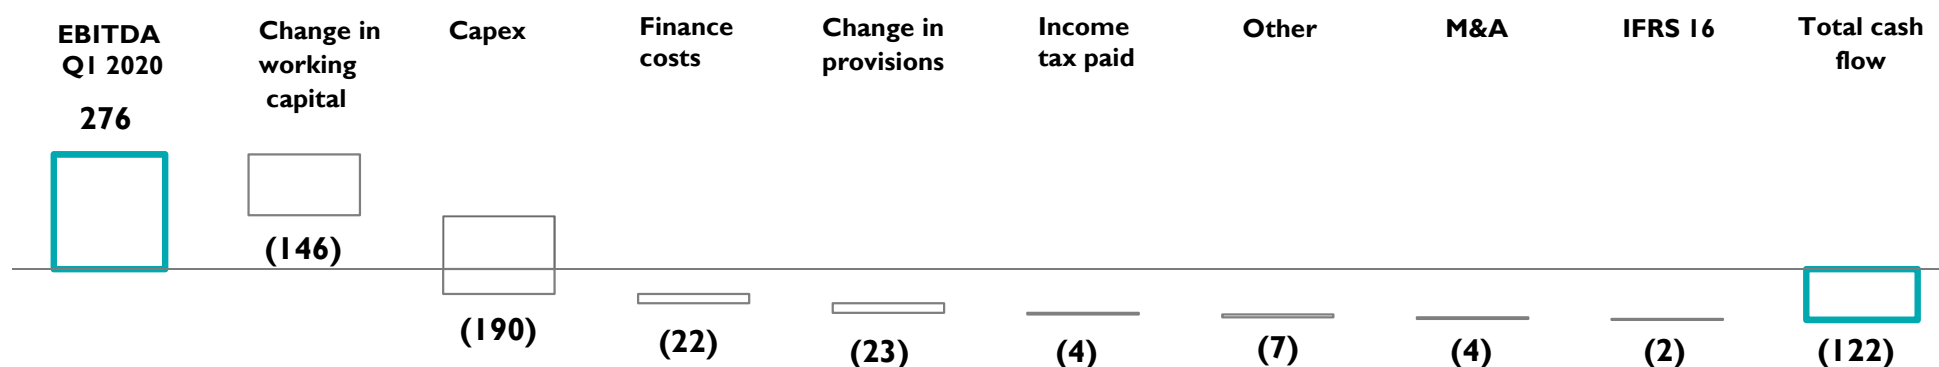 EBITDA
Q1 2020
276
Change in
working
capital
(146)
Capex
(190)
Finance
costs
(22)
Change in
provisions
(23)
Income
tax paid
(4)
Other
(7)
M&A
(4)
IFRS 16
(2)
Total cash
flow
(122)